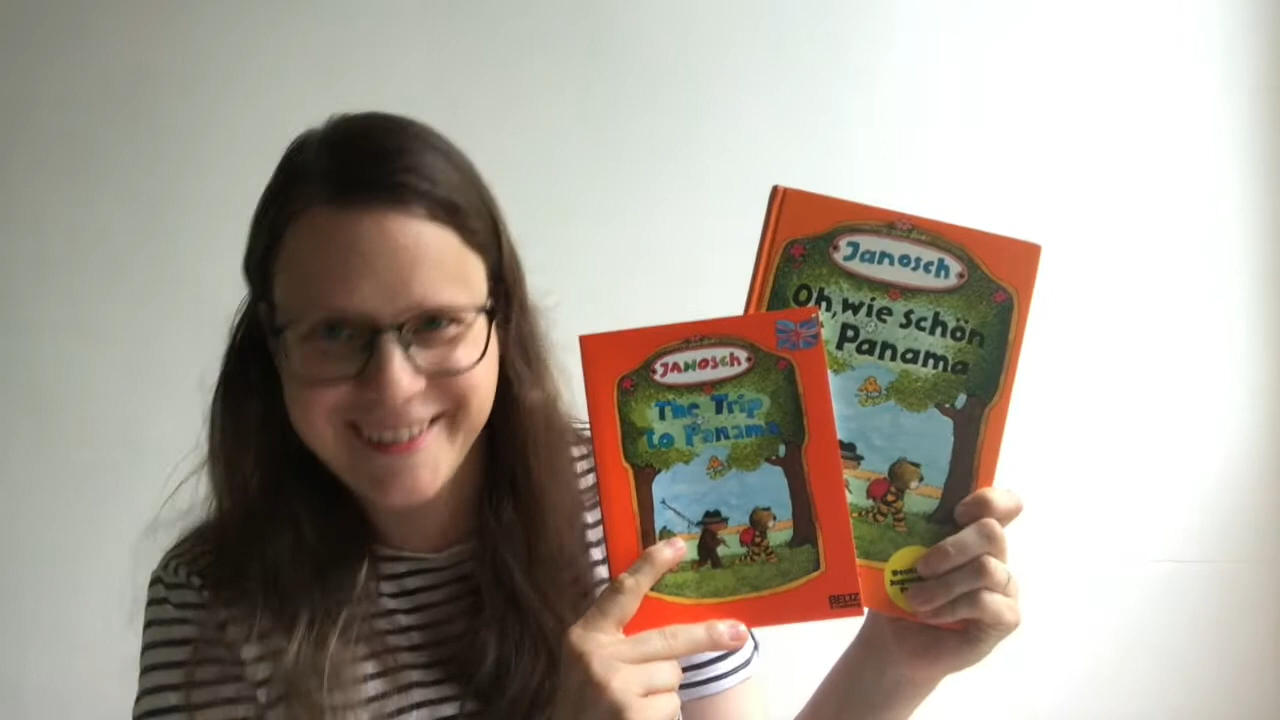 JANOSCH
The Trip
to Panama
BELTZ
Janosch
Oh, wie schön
Panama